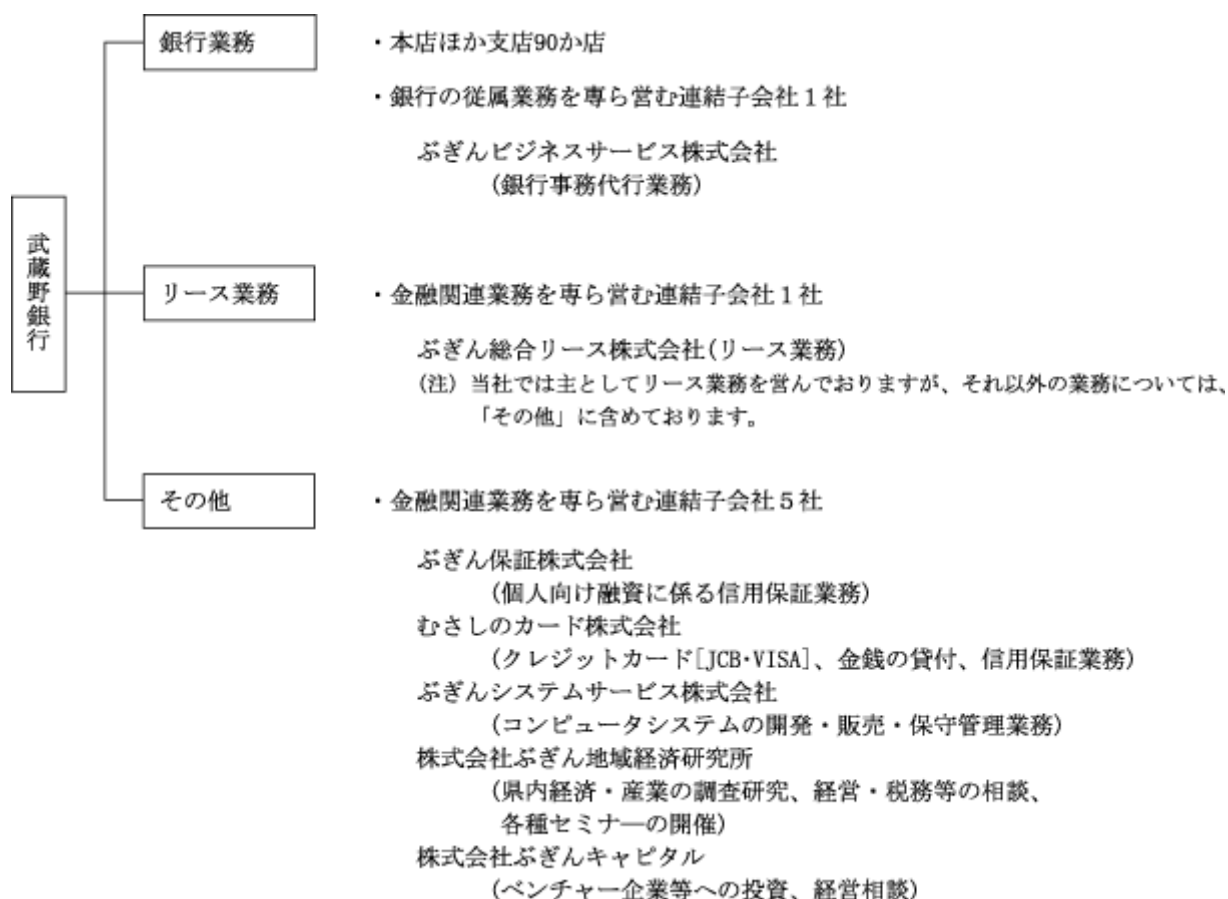 銀行業務
・本店ほか支店90か店
・銀行の従属業務を専ら営む連結子会社１社
ぶぎんビジネスサービス株式会社
(銀行事務代行業務)
武蔵野銀行
リース業務
・金融関連業務を専ら営む連結子会社１社
ぶぎん総合リース株式会社(リース業務)
(注) 当社では主としてリース業務を営んでおりますが、それ以外の業務については、
「その他」に含めております。
その他
・金融関連業務を専ら営む連結子会社５社
ぶぎん保証株式会社
(個人向け融資に係る信用保証業務)
むさしのカード株式会社
(クレジットカード[JCB･VISA]、金銭の貸付、信用保証業務)
ぶぎんシステムサービス株式会社
(コンピュータシステムの開発・販売・保守管理業務)
株式会社ぶぎん地域経済研究所
(県内経済・産業の調査研究、経営・税務等の相談、
各種セミナ―の開催)
株式会社ぶぎんキャピタル
(ベンチャー企業等への投資、経営相談)